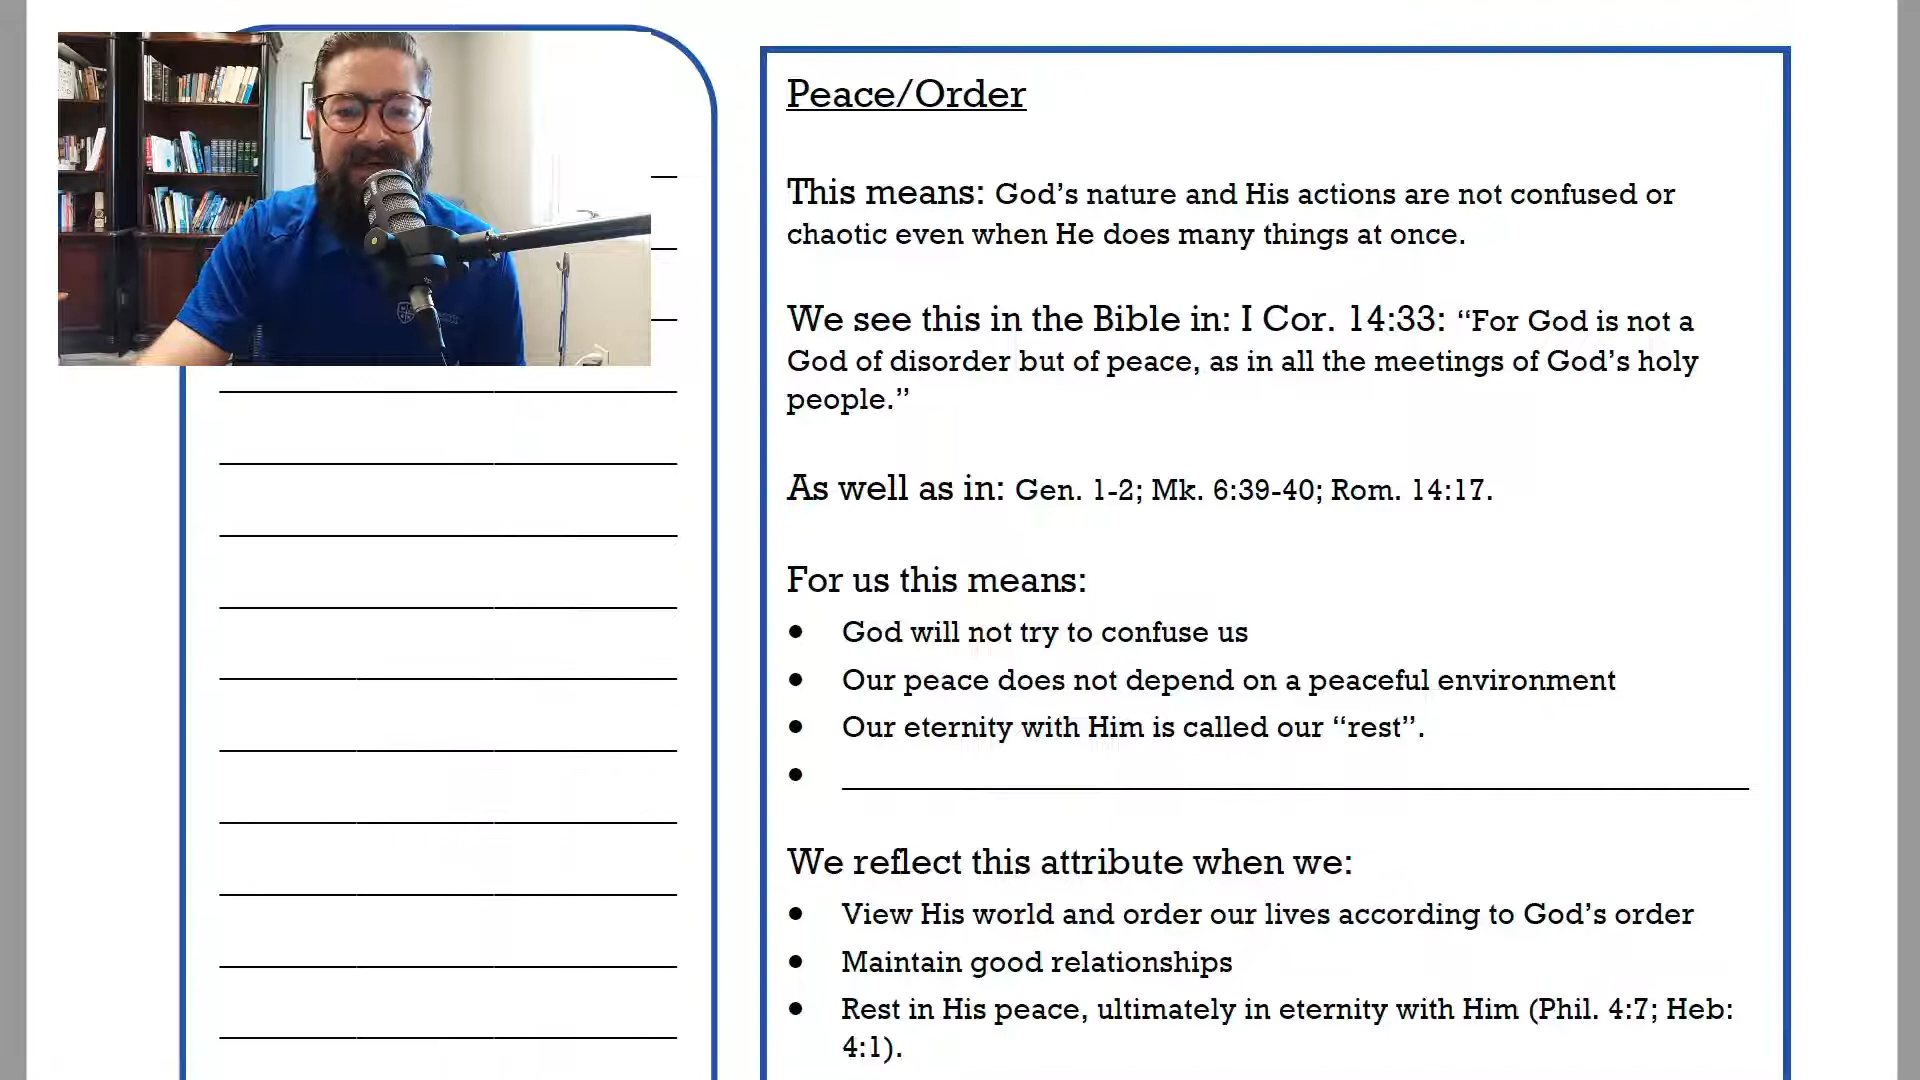 Peace/Order
This means: God’s nature and His actions are not confused or
chaotic even when He does many things at once.
We see this in the Bible in: I Cor. 14:33: “For God is not a
God of disorder but of peace, as in all the meetings of God’s holy
people.”
As well as in: Gen. 1-2; Mk. 6:39-40; Rom. 14:17.
For us this means:
• God will not try to confuse us
• Our peace does not depend on a peaceful environment
• Our eternity with Him is called our “rest”.
•
We reflect this attribute when we:
• View His world and order our lives according to God’s order
• Maintain good relationships
• Rest in His peace, ultimately in eternity with Him (Phil. 4:7; Heb:
4:1).